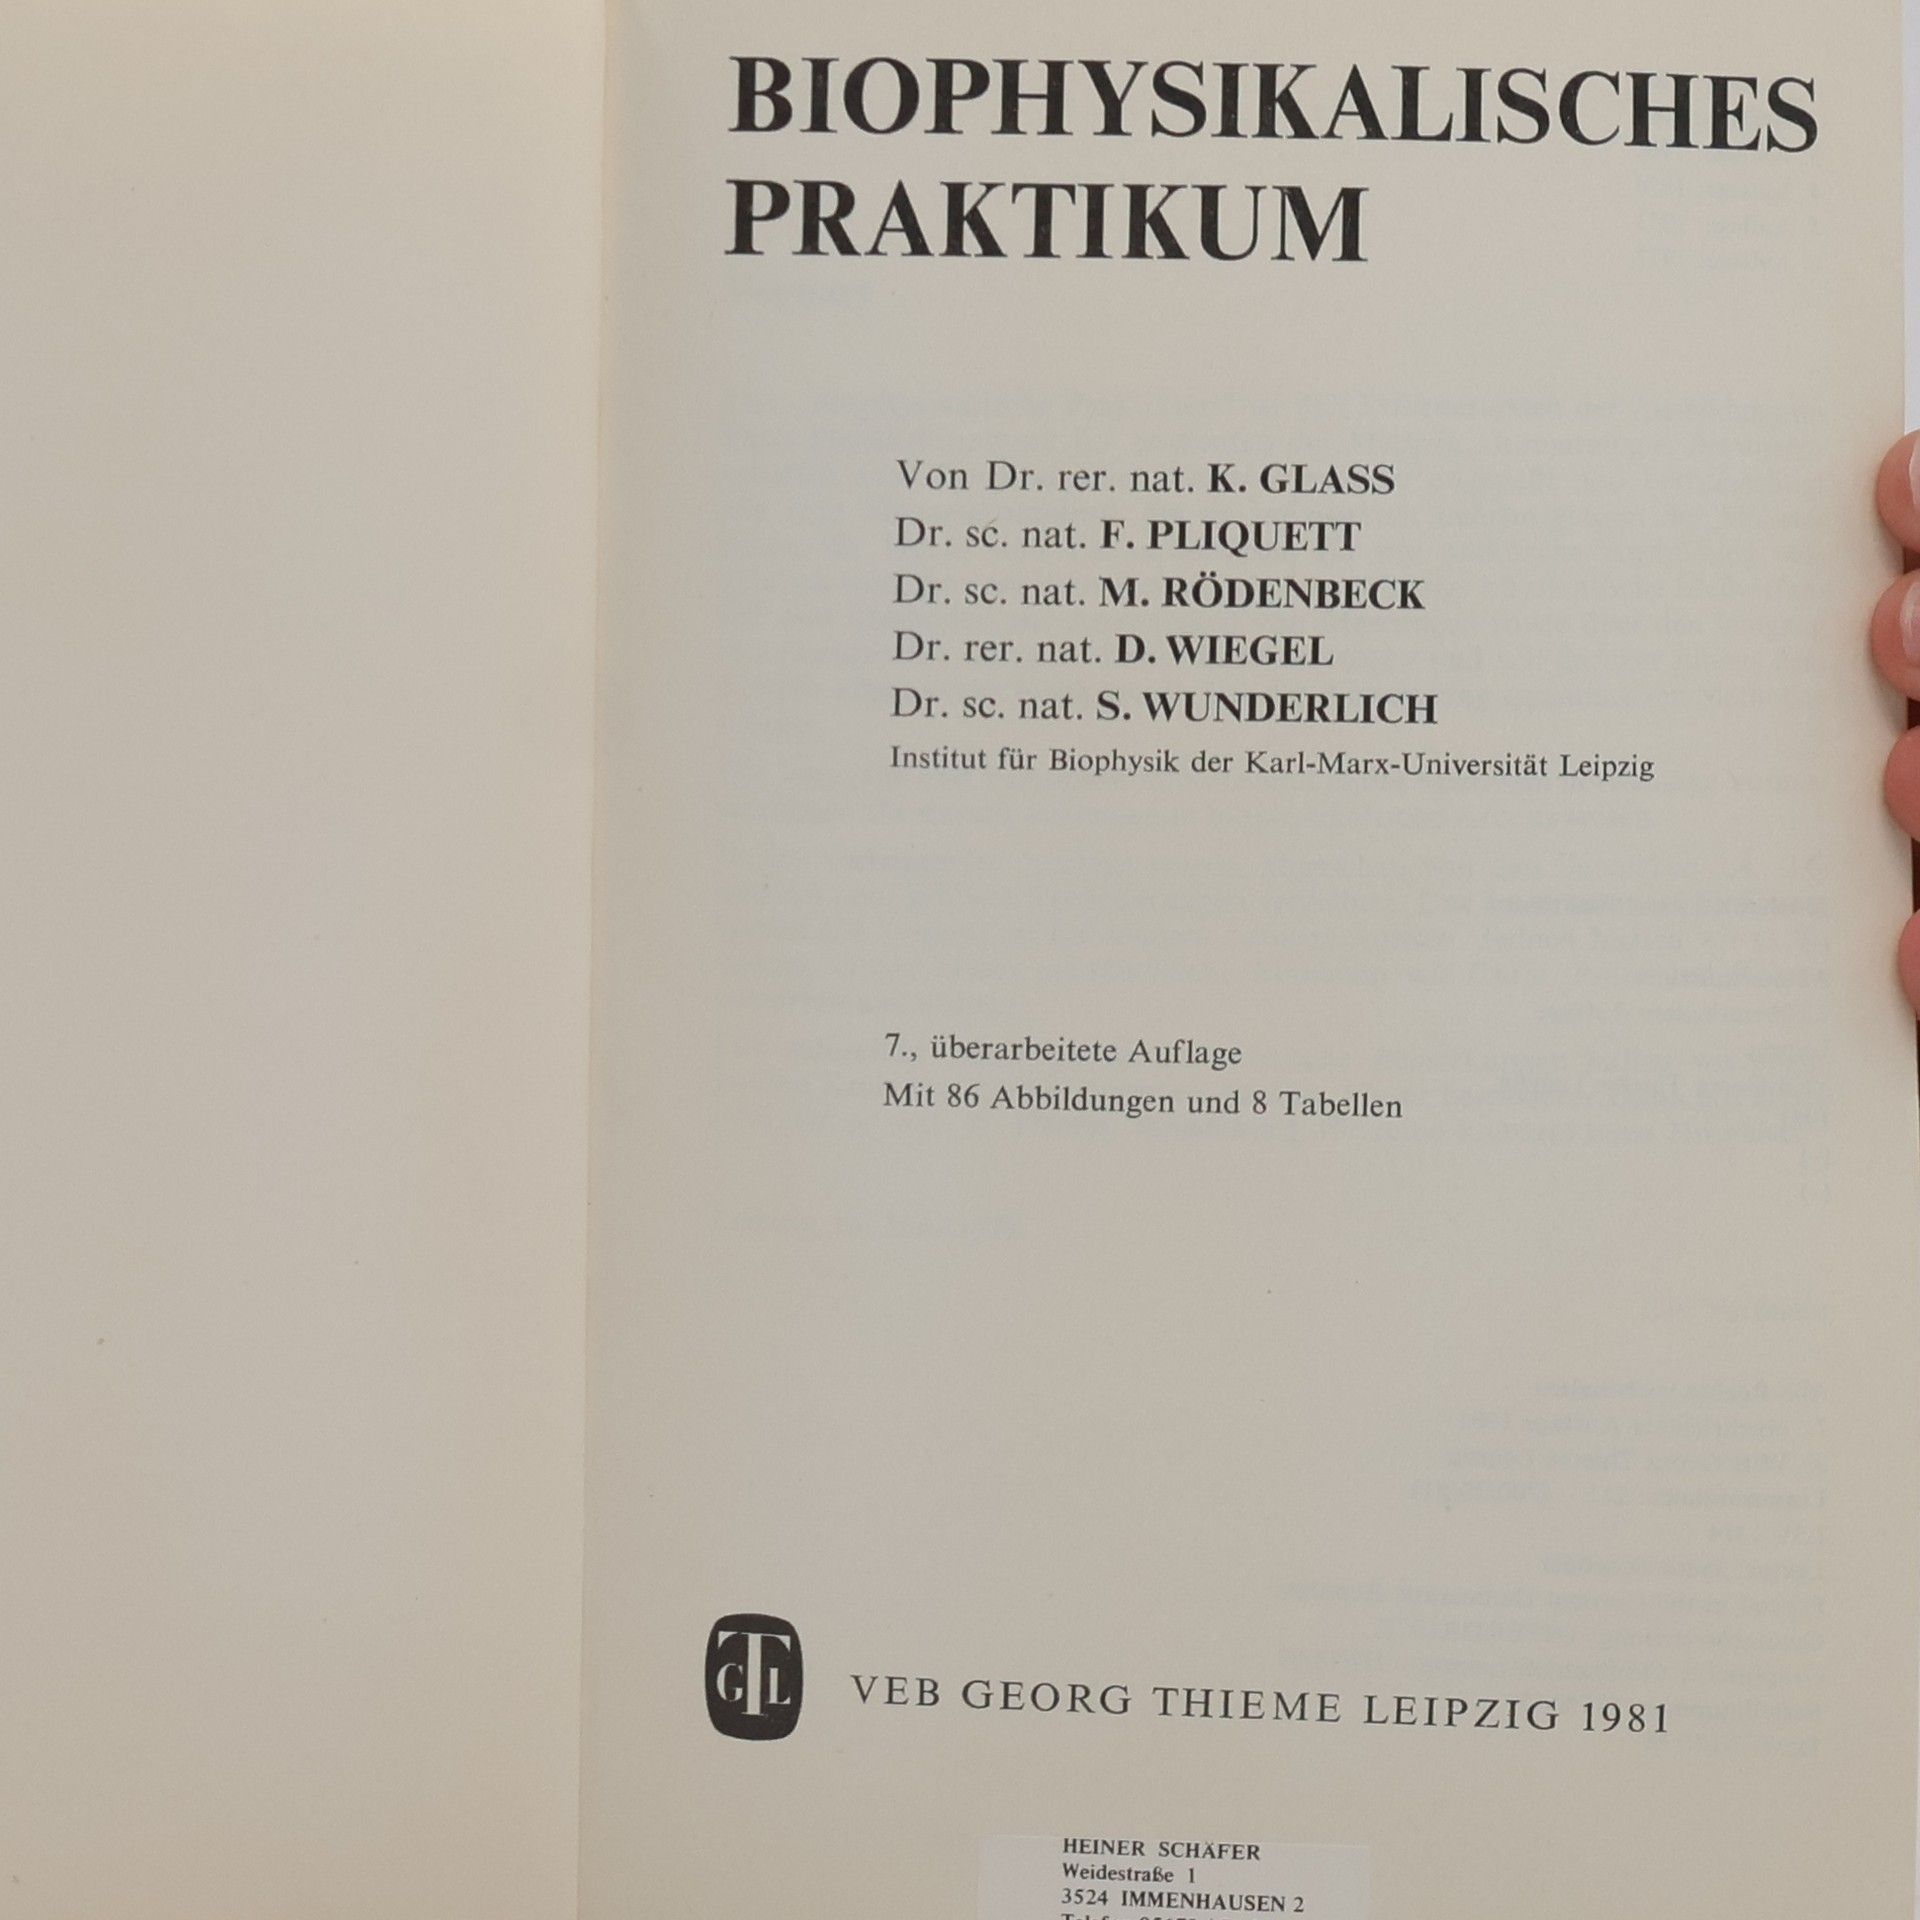 BIOPHYSIKALISCHES
PRAKTIKUM
Von Dr. rer. nat. K. GLASS
Dr. sc. nat. F. PLIQUETT
Dr. sc. nat. M. RÖDENBECK
Dr. rer. nat. D. WIEGEL
Dr. sc. nat. S. WUNDERLICH
Institut für Biophysik der Karl-Marx-Universität Leipzig
7., überarbeitete Auflage
Mit 86 Abbildungen und 8 Tabellen
GTL
VEB GEORG THIEME LEIPZIG 1981
HEINER SCHÄFER
Weidestraße 1
3524 IMMENHAUSEN 2